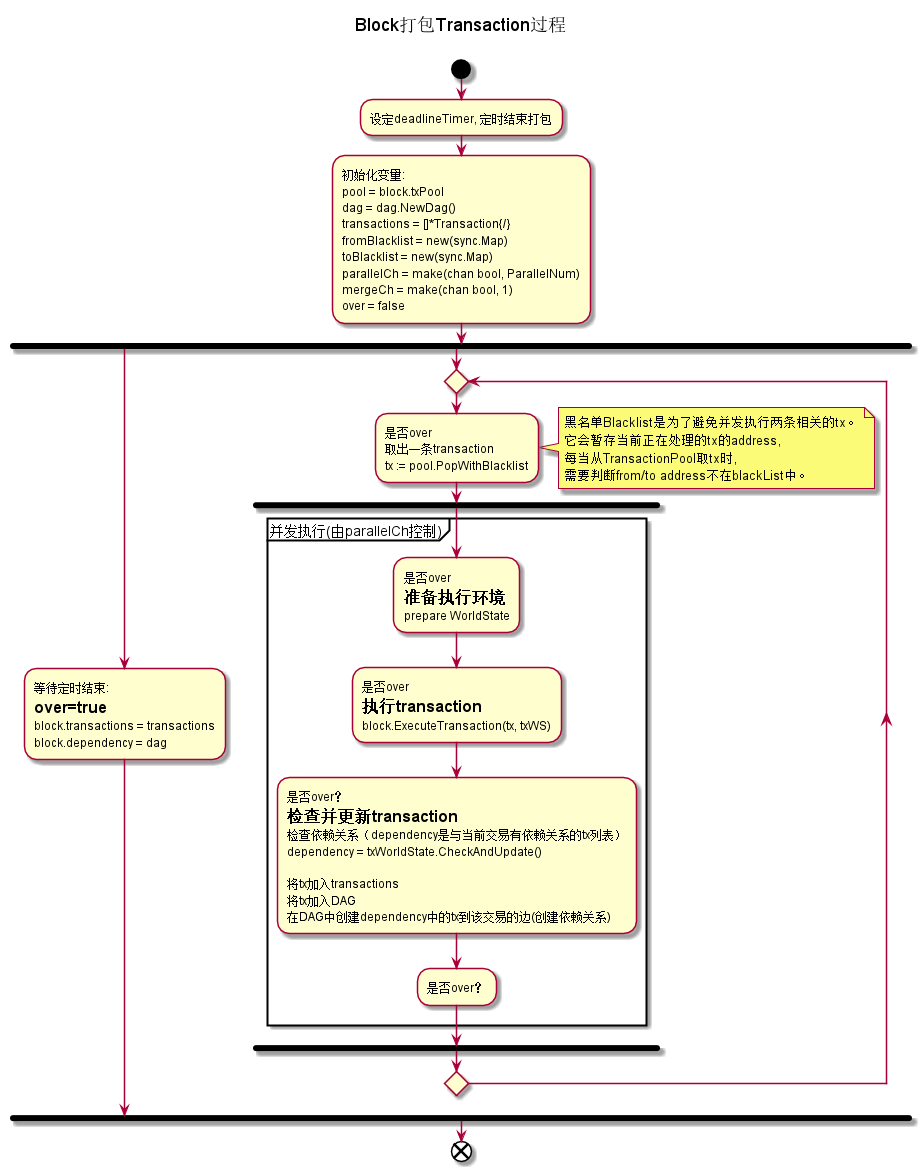 Block打包Transaction过程
设定deadlineTimer, 定时结束打包
初始化变量:
pool = block.txPool
dag = dag.NewDag()
transactions = []*Transaction{/}
fromBlacklist = new(sync.Map)
toBlacklist = new(sync.Map)
parallelCh = make(chan bool, ParallelNum)
mergeCh = make(chan bool, 1)
over = false
是否over
取出一条transaction
tx := pool.PopWithBlacklist
黑名单Blacklist是为了避免并发执行两条相关的tx。
它会暂存当前正在处理的tx的address,
每当从TransactionPool取tx时,
需要判断from/to address不在blackList中。
并发执行(由parallelCh控制)
是否over
准备执行环境
prepare WorldState
等待定时结束:
over=true
block.transactions = transactions
block.dependency = dag
是否over
执行transaction
block.ExecuteTransaction(tx, txWS)
是否over?
检查并更新transaction
检查依赖关系（dependency是与当前交易有依赖关系的tx列表）
dependency = txWorldState.CheckAndUpdate()
将tx加入transactions
将tx加入DAG
在DAG中创建dependency中的tx到该交易的边(创建依赖关系)
是否over?